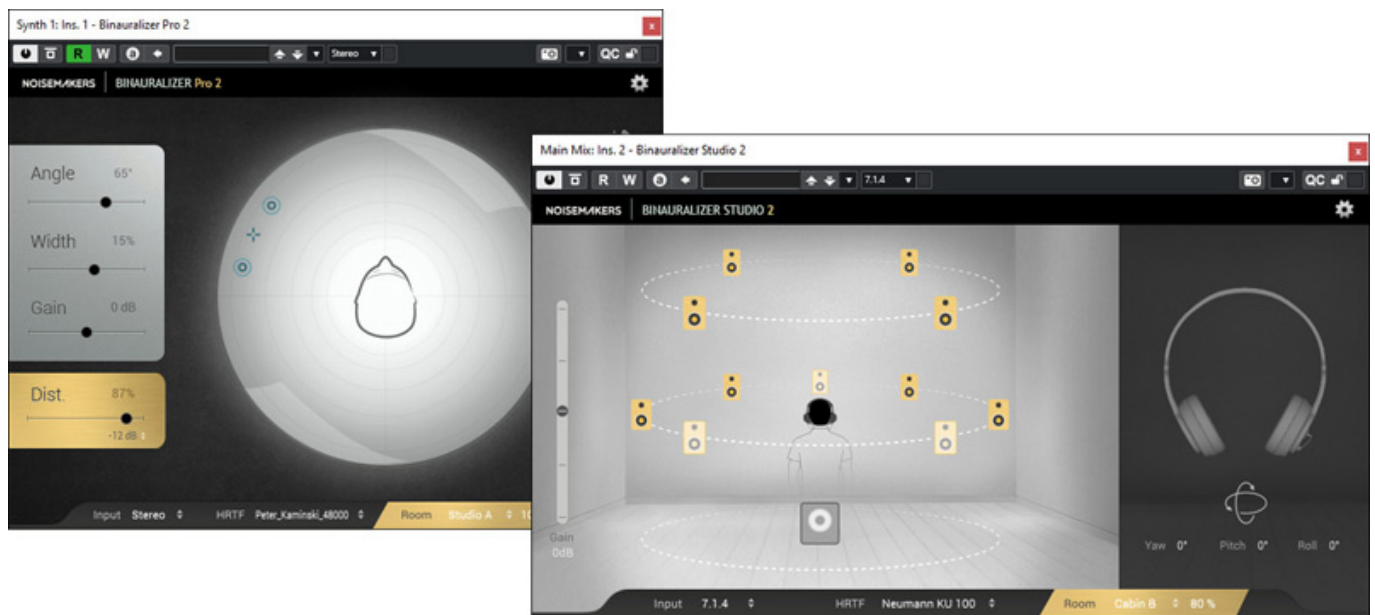 Synth 1: Ins. 1 - Binauralizer Pro 2
x
R W a Stereo QC
NOISEMAKERS BINAURALIZER Pro 2
Angle 65°
Width 15%
Gain 0 dB
Dist. 87%
-12 dB
Input Stereo HRTF Peter_Kaminski_48000 Room Studio A
Main Mix: Ins. 2 - Binauralizer Studio 2
x
R W a 7.1.4 QC
NOISEMAKERS BINAURALIZER STUDIO 2
Gain
0dB
Yaw 0° Pitch 0° Roll 0°
Input 7.1.4 HRTF Neumann KU 100 Room Cabin B 80 %